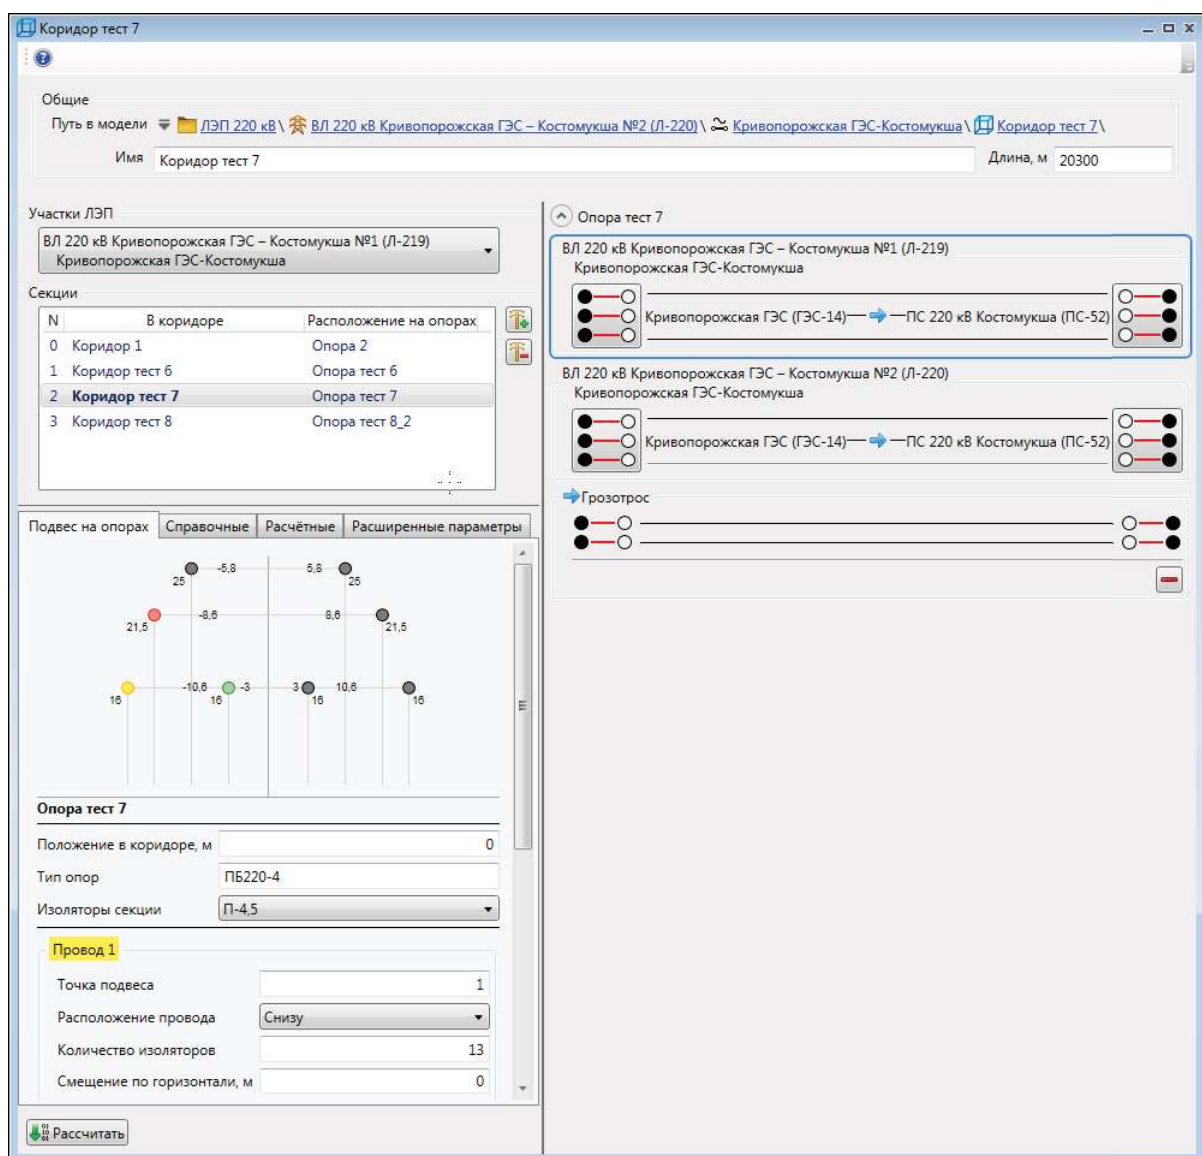 Коридор тест 7
Общие
Путь в модели ЛЭП 220 кВ\ ВЛ 220 кВ Кривопорожская ГЭС – Костомукша №2 (Л-220)\ Кривопорожская ГЭС-Костомукша\ Коридор тест 7\
Имя Коридор тест 7 Длина, м 20300
Участки ЛЭП
ВЛ 220 кВ Кривопорожская ГЭС – Костомукша №1 (Л-219)
Кривопорожская ГЭС-Костомукша
Секции
N В коридоре Расположение на опорах
0 Коридор 1 Опора 2
1 Коридор тест 6 Опора тест 6
2 Коридор тест 7 Опора тест 7
3 Коридор тест 8 Опора тест 8_2
Подвес на опорах Справочные Расчётные Расширенные параметры
-5,8 5,8
25 25
-8,6 8,6
21,5 21,5
-10,6 -3 3 10,6
16 16 16 16
Опора тест 7
Положение в коридоре, м 0
Тип опор ПБ220-4
Изоляторы секции П-4,5
Провод 1
Точка подвеса 1
Расположение провода Снизу
Количество изоляторов 13
Смещение по горизонтали, м 0
Рассчитать
Опора тест 7
ВЛ 220 кВ Кривопорожская ГЭС – Костомукша №1 (Л-219)
Кривопорожская ГЭС-Костомукша
Кривопорожская ГЭС (ГЭС-14) ПС 220 кВ Костомукша (ПС-52)
ВЛ 220 кВ Кривопорожская ГЭС – Костомукша №2 (Л-220)
Кривопорожская ГЭС-Костомукша
Кривопорожская ГЭС (ГЭС-14) ПС 220 кВ Костомукша (ПС-52)
Грозотрос